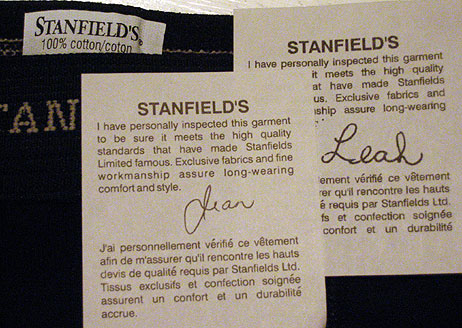 STANFIELD'S
100% cotton/coton
TAN
STANFIELD'S
I have personally inspected this garment
to be sure it meets the high quality
standards that have made Stanfields
Limited famous. Exclusive fabrics and fine
workmanship assure long-wearing
comfort and style.
Jean
J'ai personnellement vérifié ce vêtement
afin de m'assurer qu'il rencontre les hauts
devis de qualité requis par Stanfields Ltd.
Tissus exclusifs et confection soignée
assurent un confort et un durabilité
accrue.
STANFIELD'S
I have personally inspected this garment
it meets the high quality
at have made Stanfields
us. Exclusive fabrics and
ship assure long-wearing
Leah
ement vérifié ce vêtement
rer qu'il rencontre les hauts
é requis par Stanfields Ltd.
fs et confection soignée
confort et un durabilité